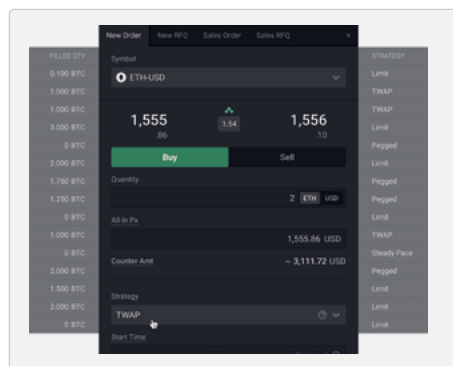 New Order New RFQ Sales Order Sales RFQ ×
FILLED QTY STRATEGY
Symbol
0.100 BTC Limit
ETH-USD
1.000 BTC TWAP
1.000 BTC TWAP
1,555 1.54 1,556
3.000 BTC Limit
.86 .10
0 BTC Pegged
Buy Sell
2.000 BTC Limit
1.750 BTC Quantity Pegged
1.250 BTC 2 ETH USD Pegged
0 BTC All-In Px Limit
1.000 BTC 1,555.86 USD TWAP
0 BTC Counter Amt ~ 3,111.72 USD Steady Pace
2.000 BTC Pegged
1.500 BTC Strategy Limit
2.000 BTC TWAP Limit
0 BTC Limit
Start Time